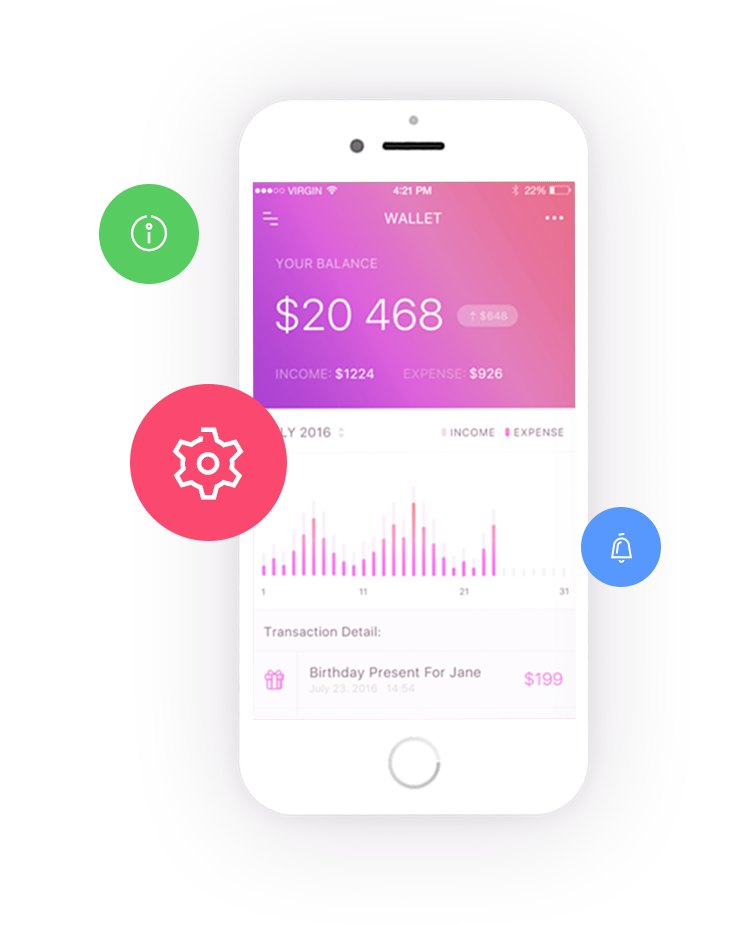 VIRGIN 4:21 PM 22%
WALLET
YOUR BALANCE
$20 468 ↑ $648
INCOME: $1224 EXPENSE: $926
LY 2016 INCOME EXPENSE
1 11 21 31
Transaction Detail:
Birthday Present For Jane $199
July 23, 2016 14:54